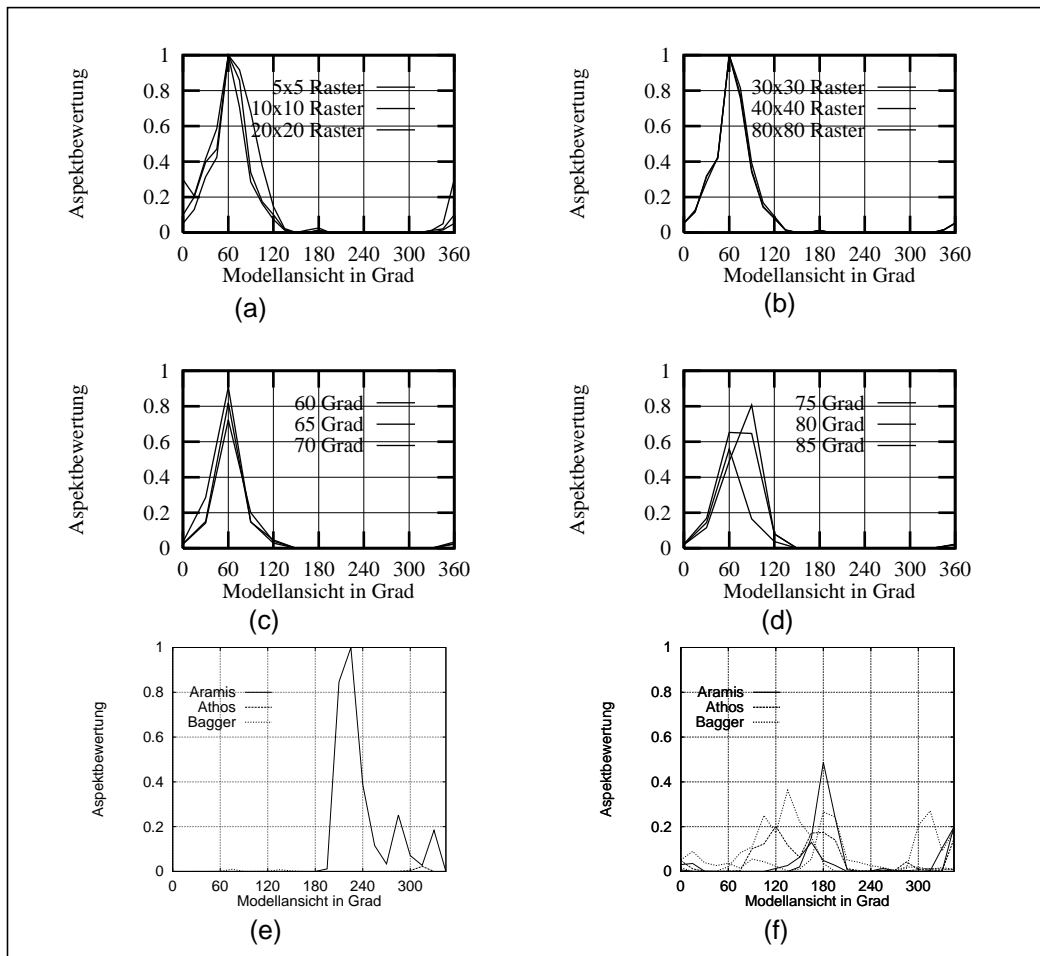 Aspektbewertung
1
0.8
0.6
0.4
0.2
0
5x5 Raster
10x10 Raster
20x20 Raster
0 60 120 180 240 300 360
Modellansicht in Grad
(a)
Aspektbewertung
1
0.8
0.6
0.4
0.2
0
30x30 Raster
40x40 Raster
80x80 Raster
0 60 120 180 240 300 360
Modellansicht in Grad
(b)
Aspektbewertung
1
0.8
0.6
0.4
0.2
0
60 Grad
65 Grad
70 Grad
0 60 120 180 240 300 360
Modellansicht in Grad
(c)
Aspektbewertung
1
0.8
0.6
0.4
0.2
0
75 Grad
80 Grad
85 Grad
0 60 120 180 240 300 360
Modellansicht in Grad
(d)
Aspektbewertung
1
0.8
0.6
0.4
0.2
0
Aramis
Athos
Bagger
0 60 120 180 240 300
Modellansicht in Grad
(e)
Aspektbewertung
1
0.8
0.6
0.4
0.2
0
Aramis
Athos
Bagger
0 60 120 180 240 300
Modellansicht in Grad
(f)